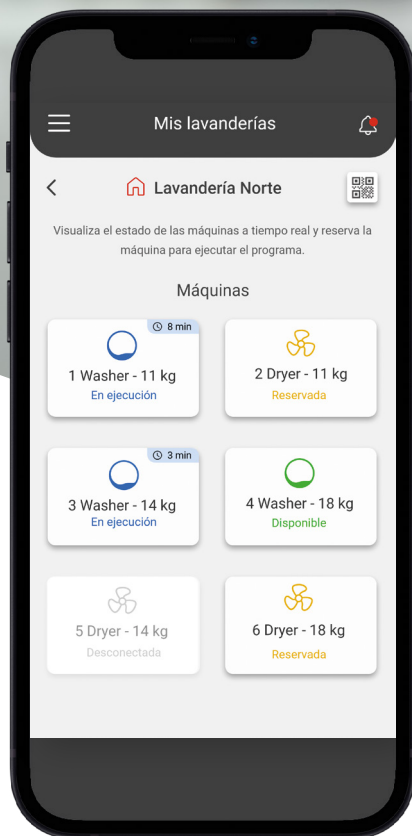 Mis lavanderías
Lavandería Norte
Visualiza el estado de las máquinas a tiempo real y reserva la
máquina para ejecutar el programa.
Máquinas
8 min
1 Washer - 11 kg
En ejecución
2 Dryer - 11 kg
Reservada
3 min
3 Washer - 14 kg
En ejecución
4 Washer - 18 kg
Disponible
5 Dryer - 14 kg
Desconectada
6 Dryer - 18 kg
Reservada